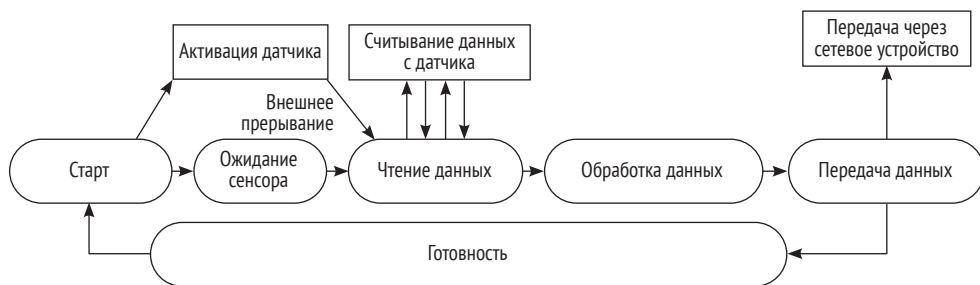 Активация датчика
Считывание данных
с датчика
Передача через
сетевое устройство
Внешнее
прерывание
Старт
Ожидание
сенсора
Чтение данных
Обработка данных
Передача данных
Готовность